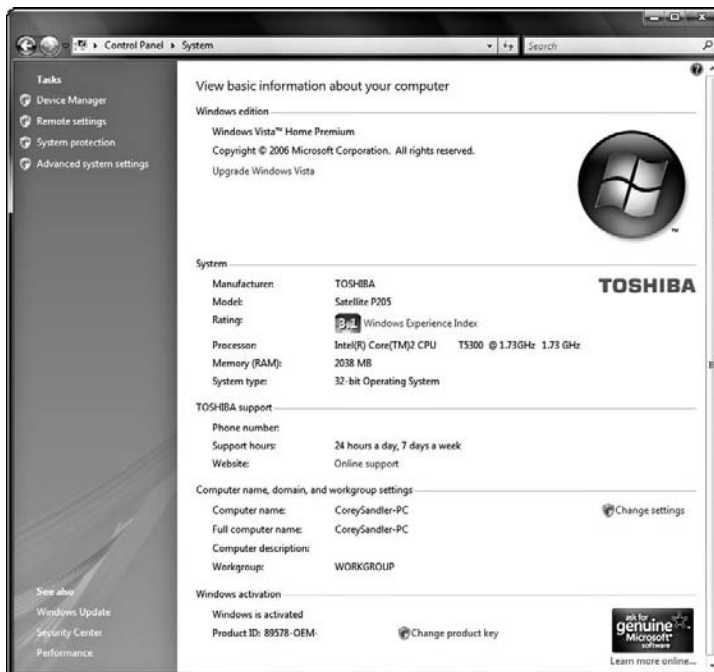 Control Panel ▸ System
Search
Tasks
Device Manager
Remote settings
System protection
Advanced system settings
See also
Windows Update
Security Center
Performance
View basic information about your computer
Windows edition
Windows Vista™ Home Premium
Copyright © 2006 Microsoft Corporation. All rights reserved.
Upgrade Windows Vista
TM
System
Manufacturer: TOSHIBA
TOSHIBA
Model: Satellite P205
Rating: 3.1 Windows Experience Index
Processor: Intel(R) Core(TM)2 CPU T5300 @ 1.73GHz 1.73 GHz
Memory (RAM): 2038 MB
System type: 32-bit Operating System
TOSHIBA support
Phone number:
Support hours: 24 hours a day, 7 days a week
Website: Online support
Computer name, domain, and workgroup settings
Computer name: CoreySandler-PC
Change settings
Full computer name: CoreySandler-PC
Computer description:
Workgroup: WORKGROUP
Windows activation
Windows is activated
Product ID: 89578-OEM-
Change product key
ask for
genuine
Microsoft®
software
Learn more online...